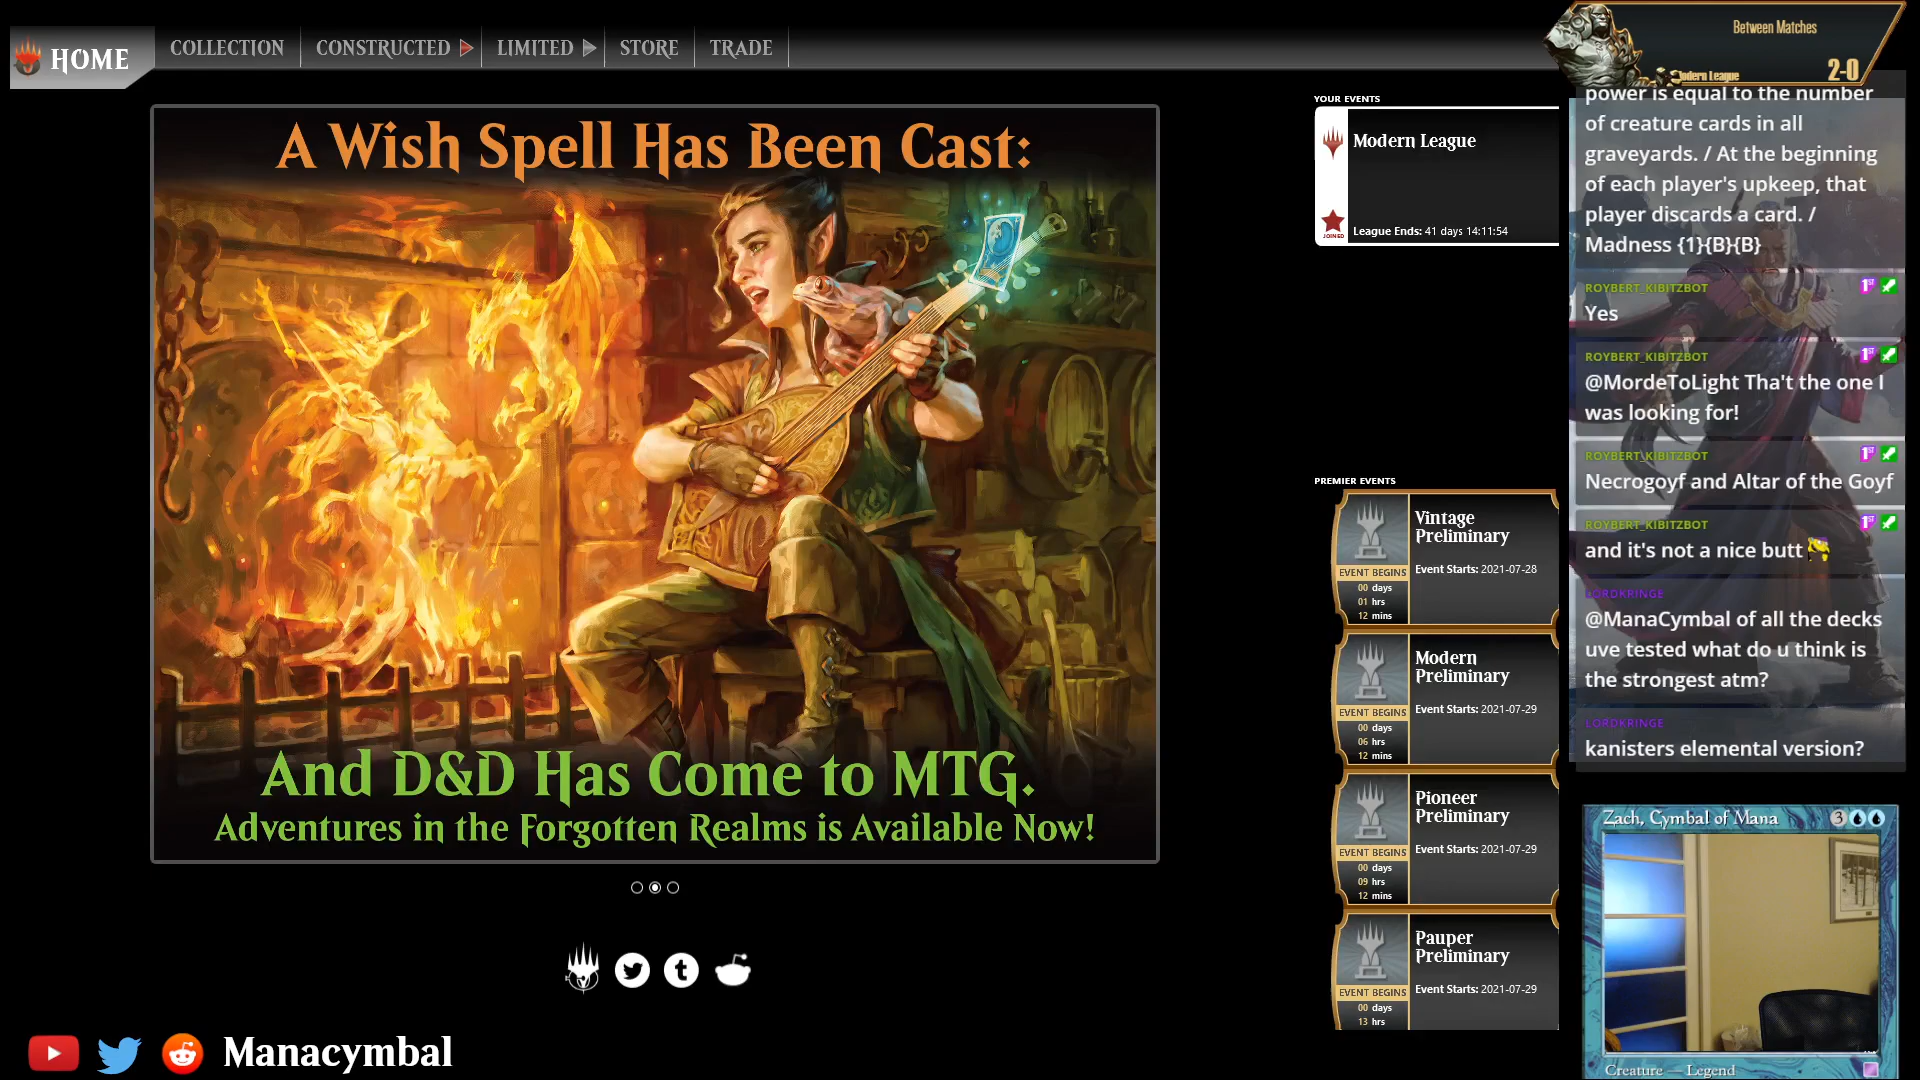 HOME
COLLECTION
CONSTRUCTED
LIMITED
STORE
TRADE
Between Matches
Modern League
2-0
A Wish Spell Has Been Cast:
And D&D Has Come to MTG.
Adventures in the Forgotten Realms is Available Now!
YOUR EVENTS
Modern League
JOINED
League Ends: 41 days 14:11:54
PREMIER EVENTS
Vintage
Preliminary
Event Starts: 2021-07-28
EVENT BEGINS
00 days
01 hrs
12 mins
Modern
Preliminary
Event Starts: 2021-07-29
EVENT BEGINS
00 days
06 hrs
12 mins
Pioneer
Preliminary
Event Starts: 2021-07-29
EVENT BEGINS
00 days
09 hrs
12 mins
Pauper
Preliminary
Event Starts: 2021-07-29
EVENT BEGINS
00 days
13 hrs
power is equal to the number
of creature cards in all
graveyards. / At the beginning
of each player's upkeep, that
player discards a card. /
Madness {1}{B}{B}
ROYBERT_KIBITZBOT
1ST
Yes
ROYBERT_KIBITZBOT
1ST
@MordeToLight Tha't the one I
was looking for!
ROYBERT_KIBITZBOT
1ST
Necrogoyf and Altar of the Goyf
ROYBERT_KIBITZBOT
1ST
and it's not a nice butt
LORDKRINGE
@ManaCymbal of all the decks
uve tested what do u think is
the strongest atm?
LORDKRINGE
kanisters elemental version?
Zach, Cymbal of Mana
3
Creature — Legend
Manacymbal